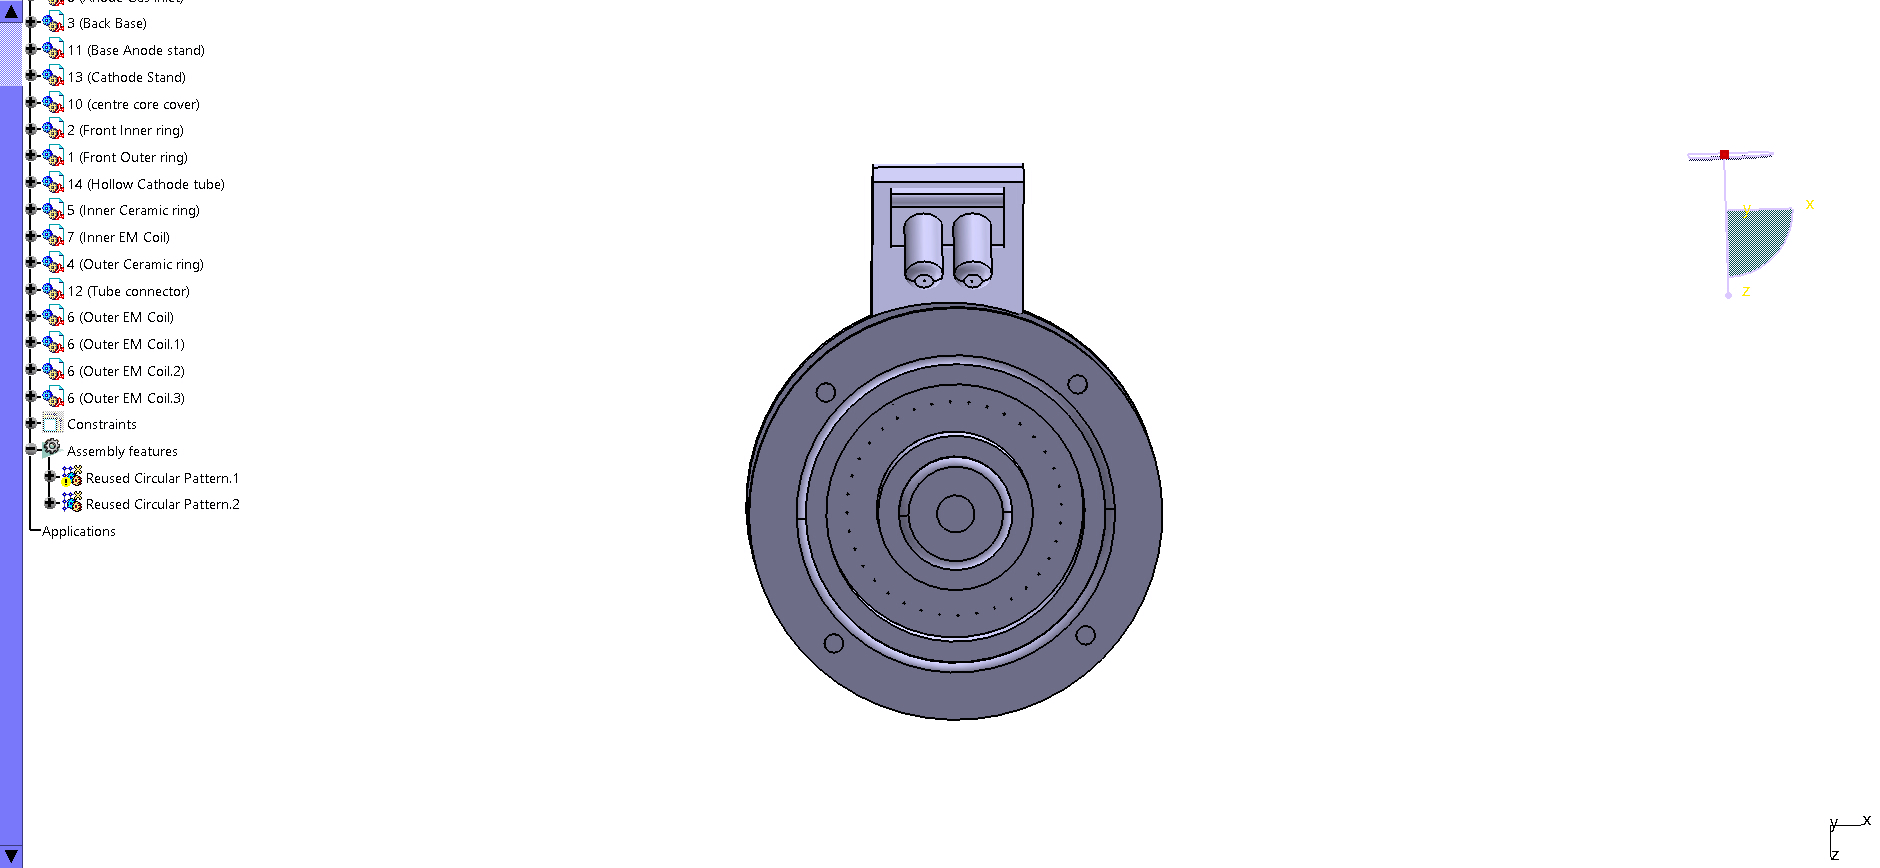 3 (Back Base)
11 (Base Anode stand)
13 (Cathode Stand)
10 (centre core cover)
2 (Front Inner ring)
1 (Front Outer ring)
14 (Hollow Cathode tube)
5 (Inner Ceramic ring)
7 (Inner EM Coil)
4 (Outer Ceramic ring)
12 (Tube connector)
6 (Outer EM Coil)
6 (Outer EM Coil.1)
6 (Outer EM Coil.2)
6 (Outer EM Coil.3)
Constraints
Assembly features
Reused Circular Pattern.1
Reused Circular Pattern.2
Applications
y
x
z
y
x
z